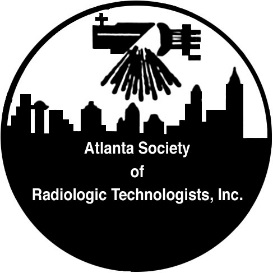 Atlanta Society
of
Radiologic Technologists, Inc.